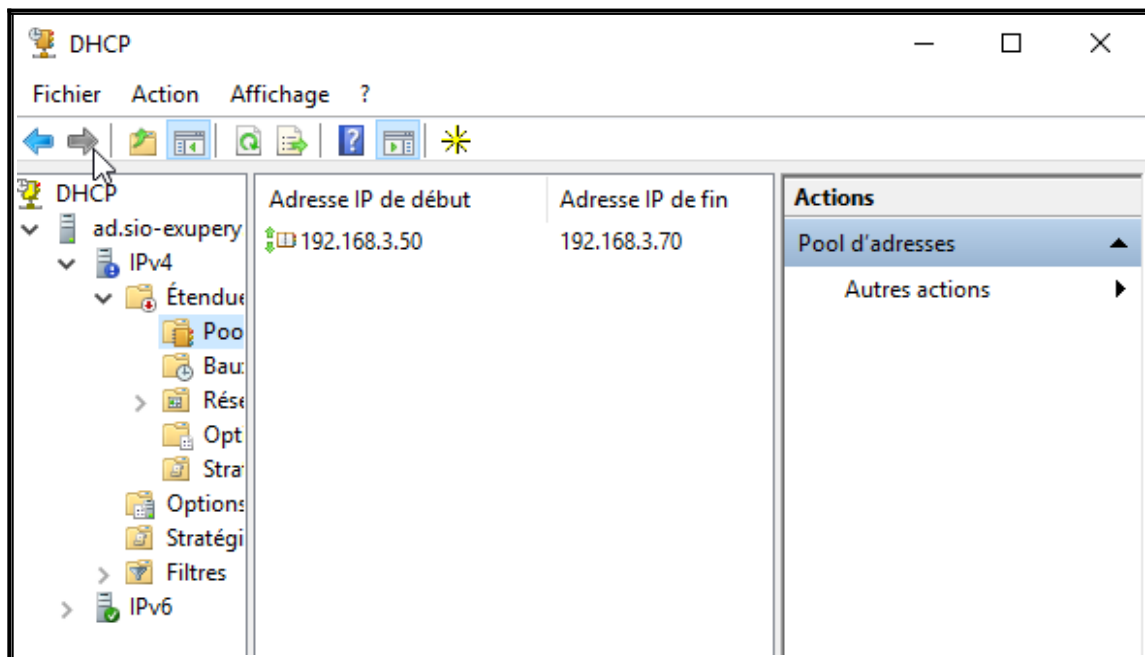 DHCP
Fichier Action Affichage ?
DHCP
ad.sio-exupery
IPv4
Étendue
Poo
Baux
Rése
Opt
Stra
Options
Stratégi
Filtres
IPv6
Adresse IP de début Adresse IP de fin
192.168.3.50 192.168.3.70
Actions
Pool d'adresses
Autres actions